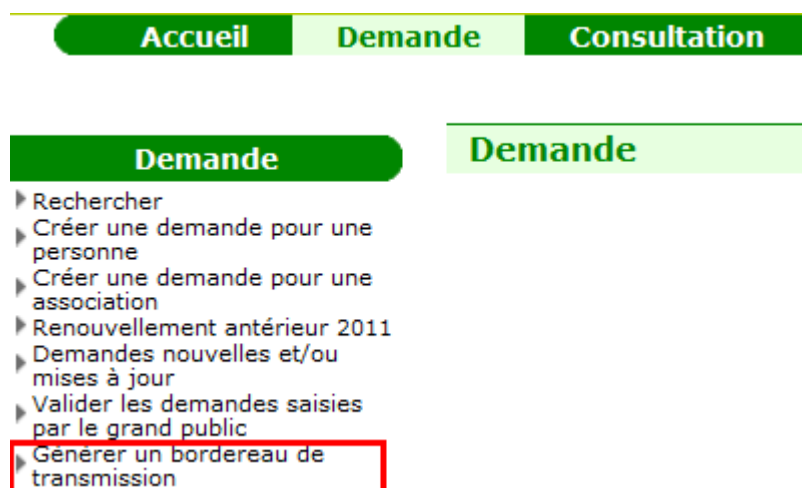 Accueil Demande Consultation
Demande
Demande
Rechercher
Créer une demande pour une
personne
Créer une demande pour une
association
Renouvellement antérieur 2011
Demandes nouvelles et/ou
mises à jour
Valider les demandes saisies
par le grand public
Générer un bordereau de
transmission